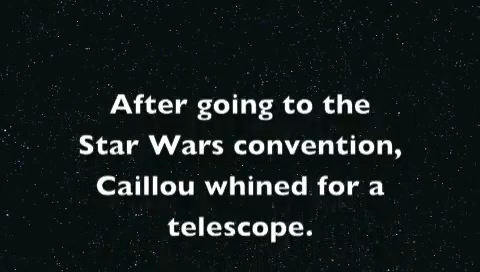 After going to the
Star Wars convention,
Caillou whined for a
telescope.